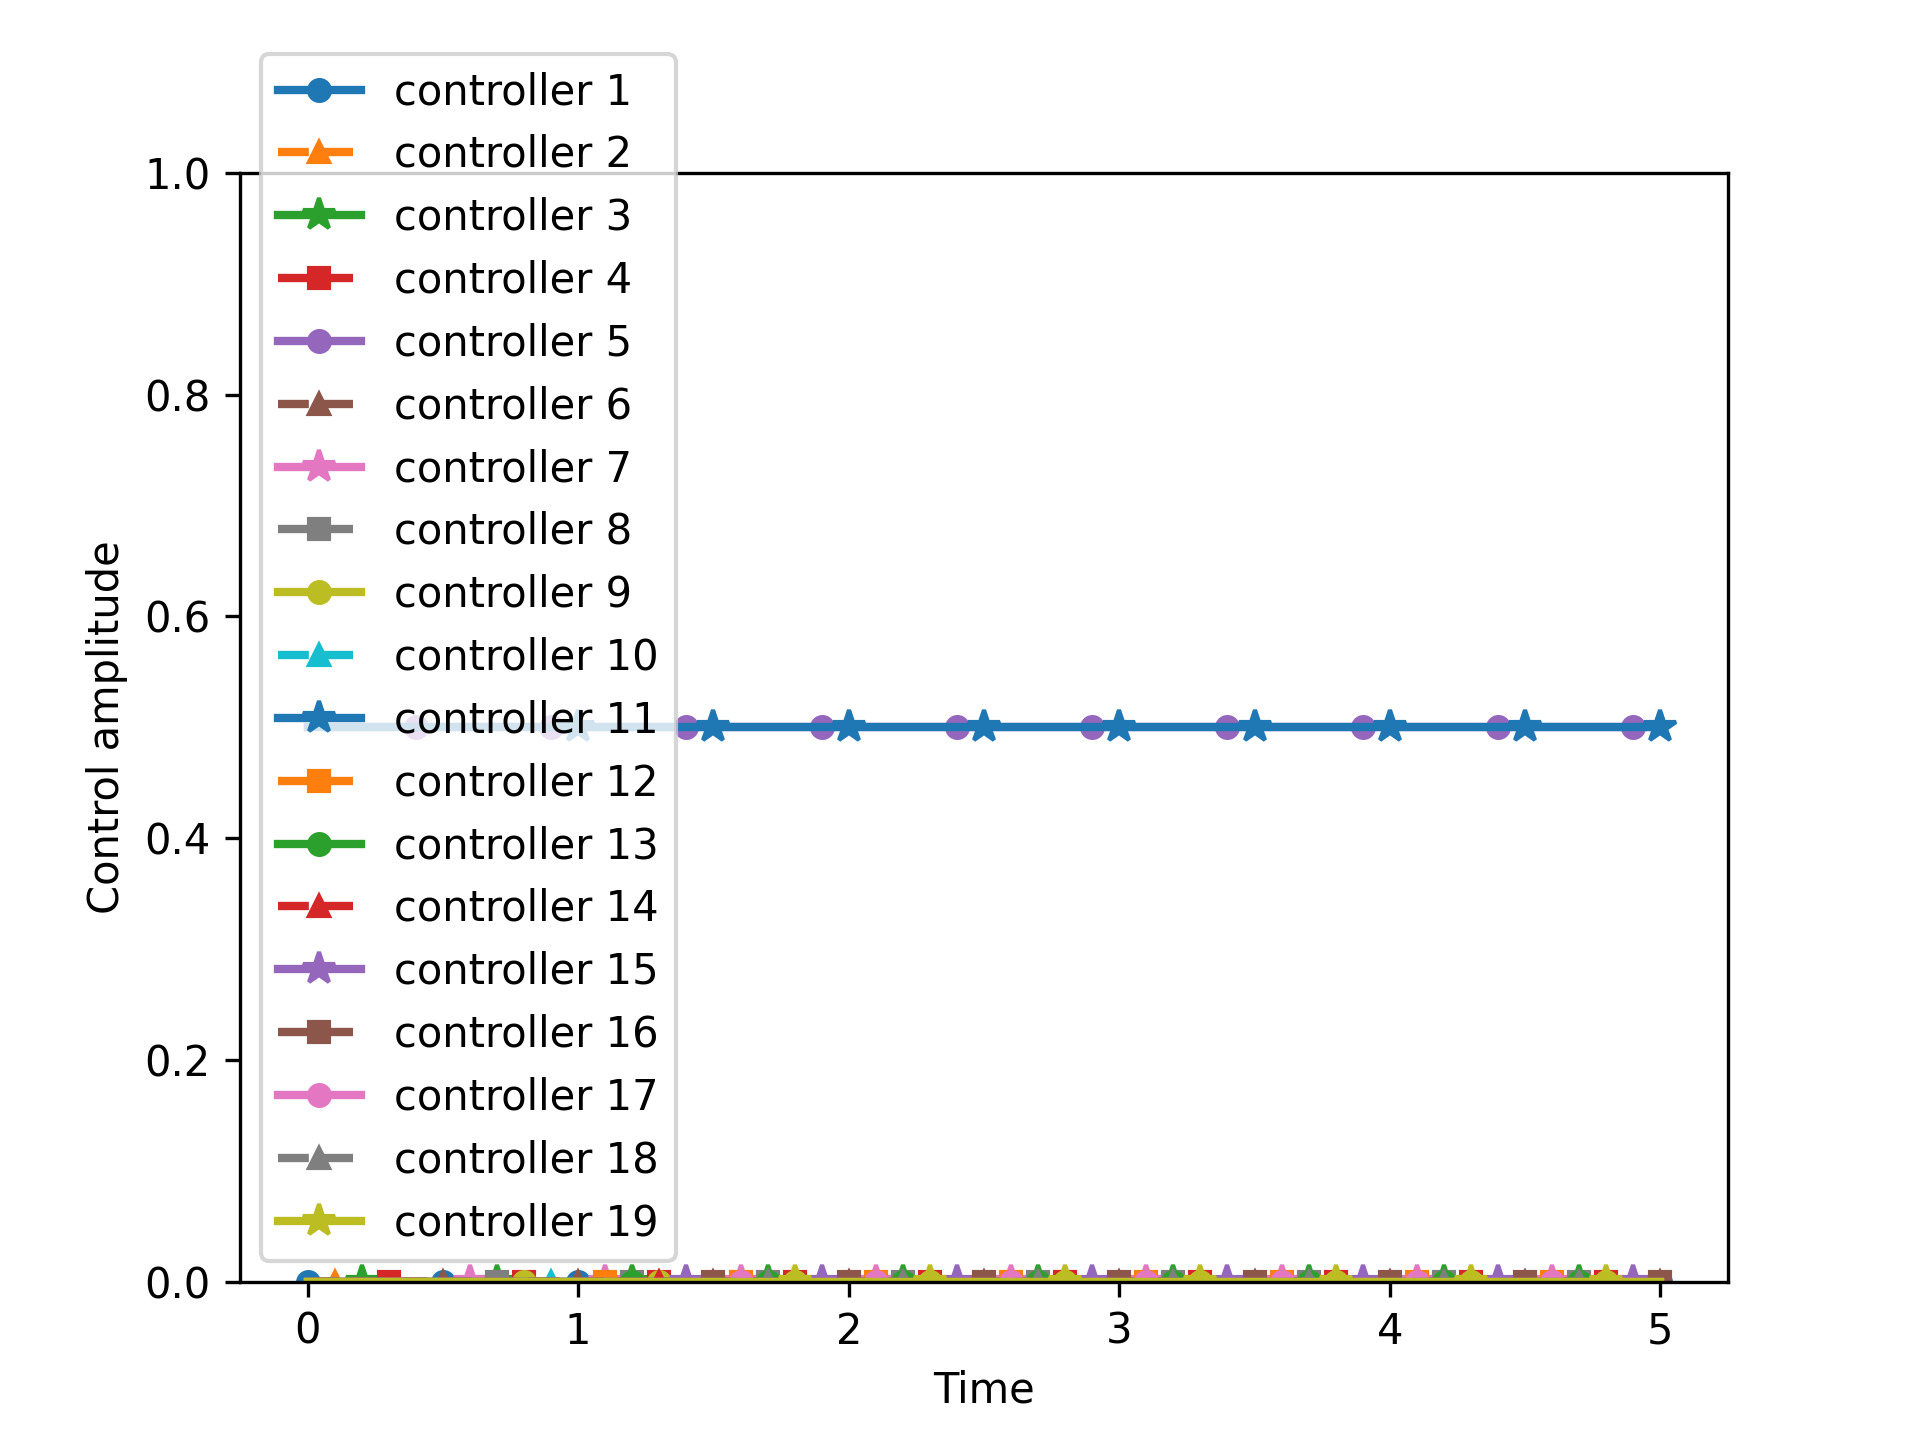 controller 1
controller 2
controller 3
controller 4
controller 5
controller 6
controller 7
controller 8
controller 9
controller 10
controller 11
controller 12
controller 13
controller 14
controller 15
controller 16
controller 17
controller 18
controller 19
1.0
0.8
0.6
0.4
0.2
0.0
Control amplitude
0 1 2 3 4 5
Time